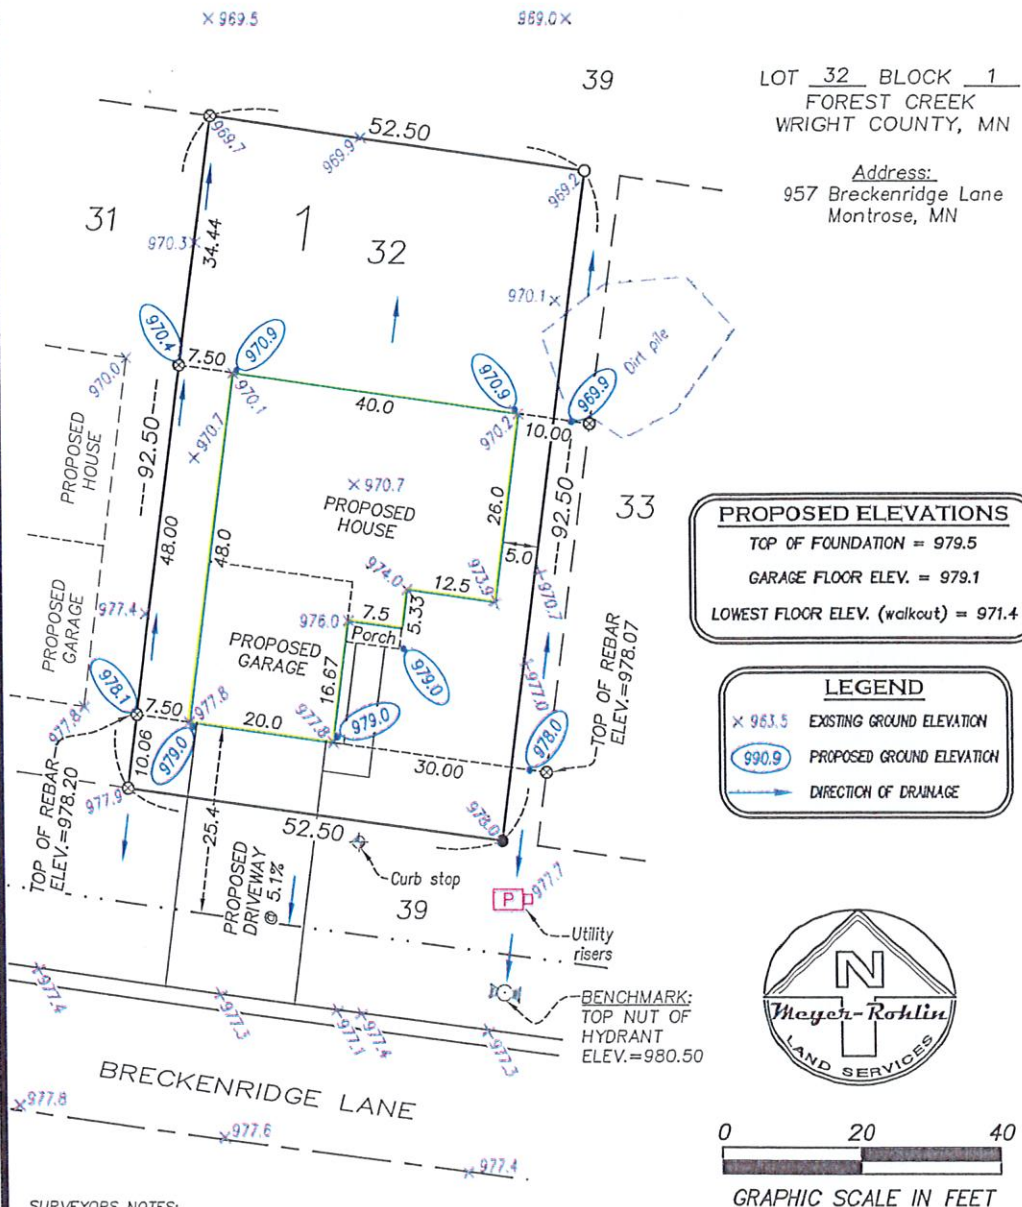 969.5
969.0
39
LOT 32 BLOCK 1
FOREST CREEK
WRIGHT COUNTY, MN
Address:
957 Breckenridge Lane
Montrose, MN
969.7
52.50
969.9
969.2
31
1
32
970.3
34.44
970.1
Dirt pile
970.4
7.50
970.9
970.1
970.0
40.0
970.9
970.2
10.00
969.9
PROPOSED
HOUSE
92.50
970.7
970.7
PROPOSED
HOUSE
26.0
92.50
33
5.0
48.00
48.0
974.0
12.5
973.9
970.7
PROPOSED ELEVATIONS
TOP OF FOUNDATION = 979.5
GARAGE FLOOR ELEV. = 979.1
LOWEST FLOOR ELEV. (walkout) = 971.4
977.4
PROPOSED
GARAGE
976.0
7.5
5.33
Porch
PROPOSED
GARAGE
16.67
979.0
977.0
TOP OF REBAR
ELEV.=978.07
978.1
977.8
7.50
977.8
20.0
977.8
979.0
979.0
30.00
978.0
LEGEND
963.5 EXISTING GROUND ELEVATION
990.9 PROPOSED GROUND ELEVATION
DIRECTION OF DRAINAGE
10.06
977.9
TOP OF REBAR
ELEV.=978.20
25.4
52.50
978.0
PROPOSED
DRIVEWAY
@ 5.1%
Curb stop
39
P
977.7
Utility
risers
BENCHMARK:
TOP NUT OF
HYDRANT
ELEV.=980.50
977.4
977.3
977.1
977.4
977.3
BRECKENRIDGE LANE
977.8
977.6
977.4
N
Meyer-Rohlin
LAND SERVICES
0 20 40
GRAPHIC SCALE IN FEET
SURVEYORS NOTES: